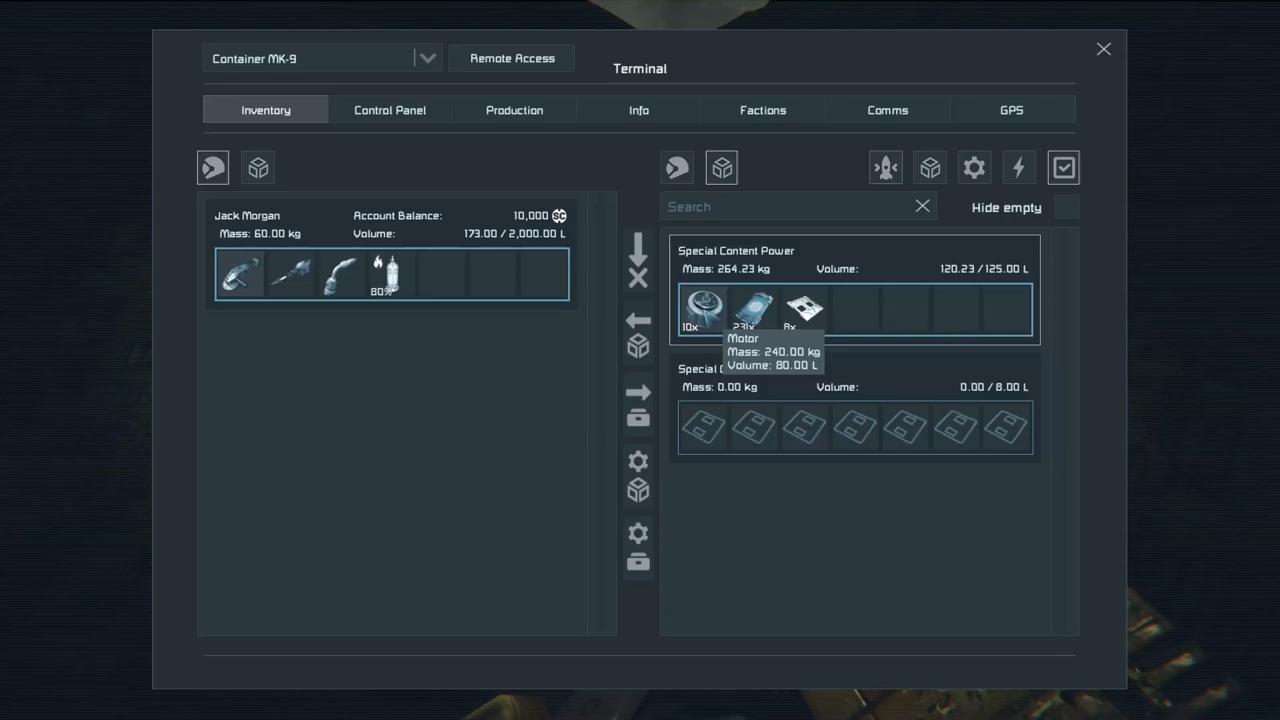 Container MK-9
Remote Access
Terminal
Inventory
Control Panel
Production
Info
Factions
Comms
GPS
Jack Morgan
Account Balance:
10,000 SC
Mass: 60.00 kg
Volume:
173.00 / 2,000.00 L
80%
Search
Hide empty
Special Content Power
Mass: 264.23 kg
Volume:
120.23 / 125.00 L
10x
8x
Motor
Mass: 240.00 kg
Volume: 80.00 L
Special
Mass: 0.00 kg
Volume:
0.00 / 8.00 L